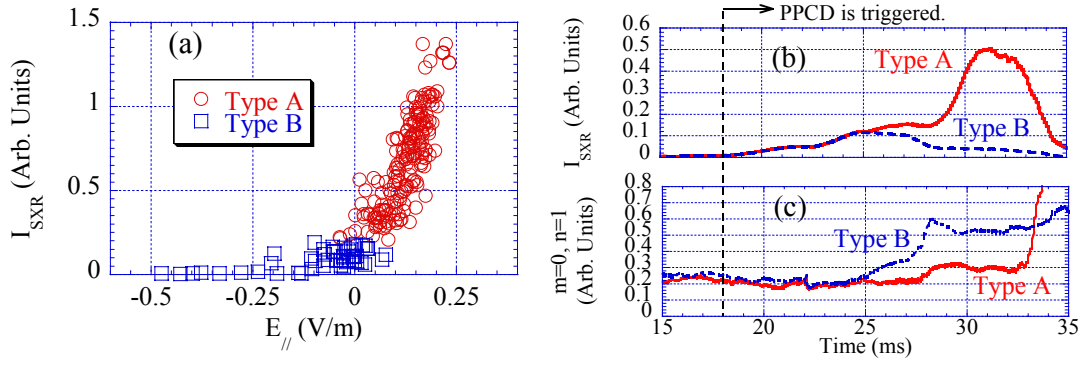 (a)
Type A
Type B
I_SXR (Arb. Units)
1.5
1
0.5
0
-0.5
-0.25
0
0.25
E_// (V/m)
PPCD is triggered.
(b)
Type A
Type B
I_SXR (Arb. Units)
0.6
0.5
0.4
0.3
0.2
0.1
0
(c)
Type B
Type A
m=0, n=1
(Arb. Units)
0.8
0.7
0.6
0.5
0.4
0.3
0.2
0.1
0
15
20
25
30
35
Time (ms)